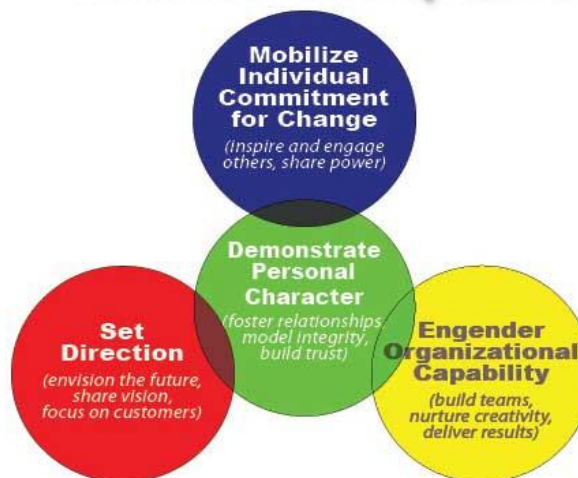 Mobilize
Individual
Commitment
for Change
(inspire and engage
others, share power)
Demonstrate
Personal
Character
(foster relationships,
model integrity,
build trust)
Set
Direction
(envision the future,
share vision,
focus on customers)
Engender
Organizational
Capability
(build teams,
nurture creativity,
deliver results)